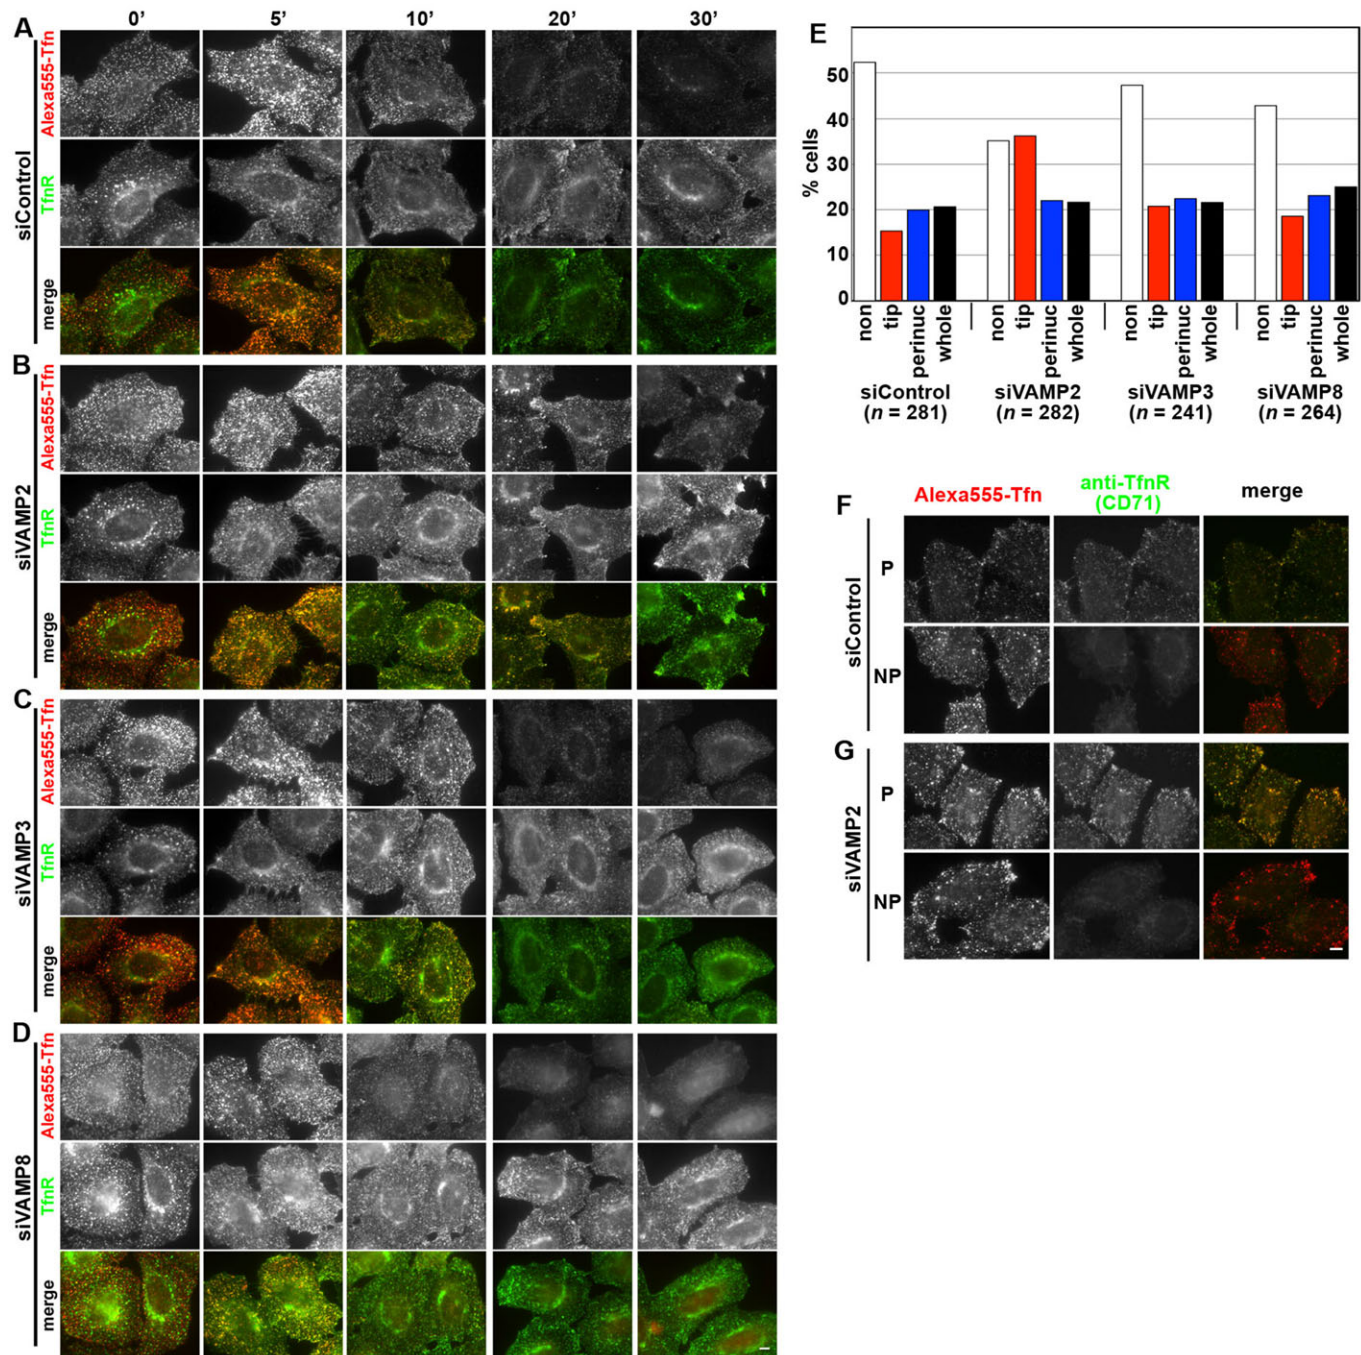 A
0’ 5’ 10’ 20’ 30’
siControl
Alexa555-Tfn
TfnR
merge
B
siVAMP2
Alexa555-Tfn
TfnR
merge
C
siVAMP3
Alexa555-Tfn
TfnR
merge
D
siVAMP8
Alexa555-Tfn
TfnR
merge
E
% cells
50
40
30
20
10
0
non tip perinuc whole non tip perinuc whole non tip perinuc whole non tip perinuc whole
siControl siVAMP2 siVAMP3 siVAMP8
(n = 281) (n = 282) (n = 241) (n = 264)
F
Alexa555-Tfn anti-TfnR merge
(CD71)
siControl
P
NP
G
siVAMP2
P
NP